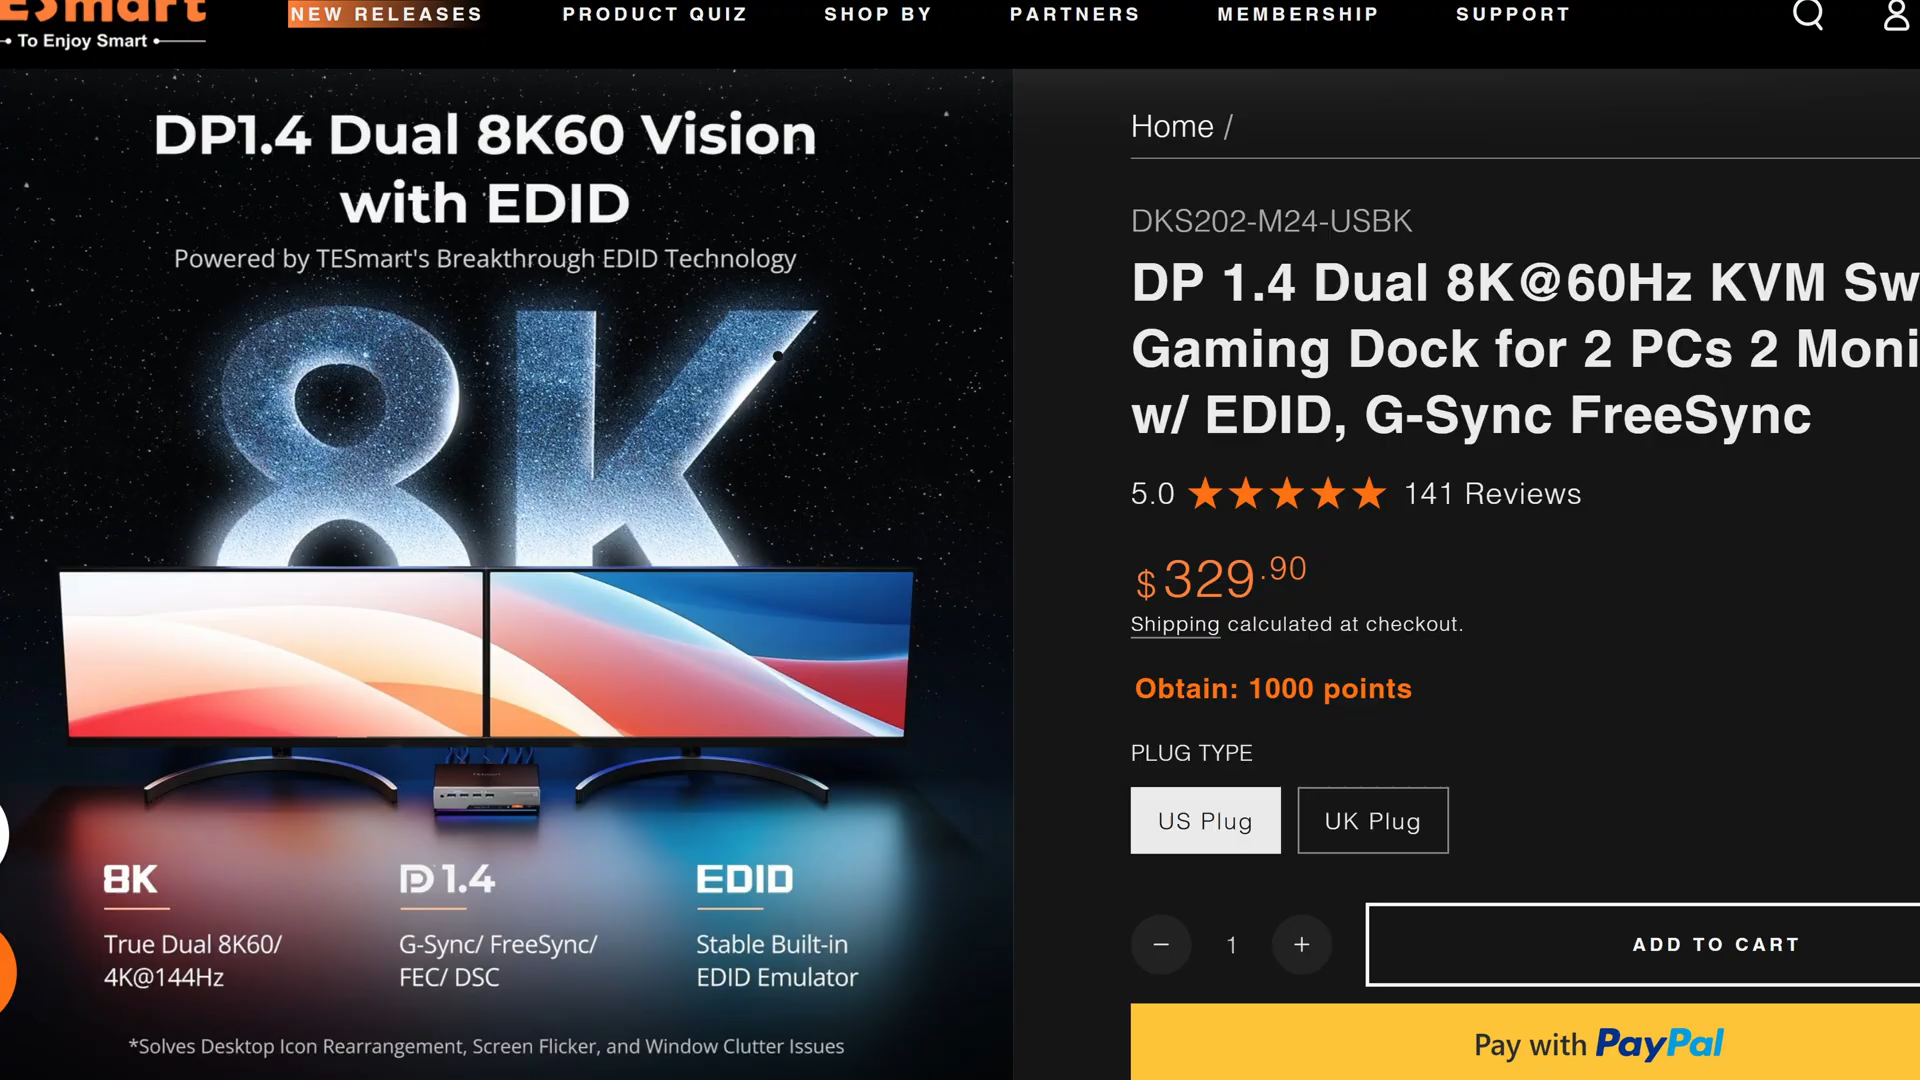 TESmart
To Enjoy Smart
NEW RELEASES
PRODUCT QUIZ
SHOP BY
PARTNERS
MEMBERSHIP
SUPPORT
DP1.4 Dual 8K60 Vision
with EDID
Powered by TESmart's Breakthrough EDID Technology
8K
8K
True Dual 8K60/
4K@144Hz
DP 1.4
G-Sync/ FreeSync/
FEC/ DSC
EDID
Stable Built-in
EDID Emulator
*Solves Desktop Icon Rearrangement, Screen Flicker, and Window Clutter Issues
Home /
DKS202-M24-USBK
DP 1.4 Dual 8K@60Hz KVM Sw
Gaming Dock for 2 PCs 2 Moni
w/ EDID, G-Sync FreeSync
5.0 ★★★★★ 141 Reviews
$329.90
Shipping calculated at checkout.
Obtain: 1000 points
PLUG TYPE
US Plug
UK Plug
− 1 +
ADD TO CART
Pay with PayPal